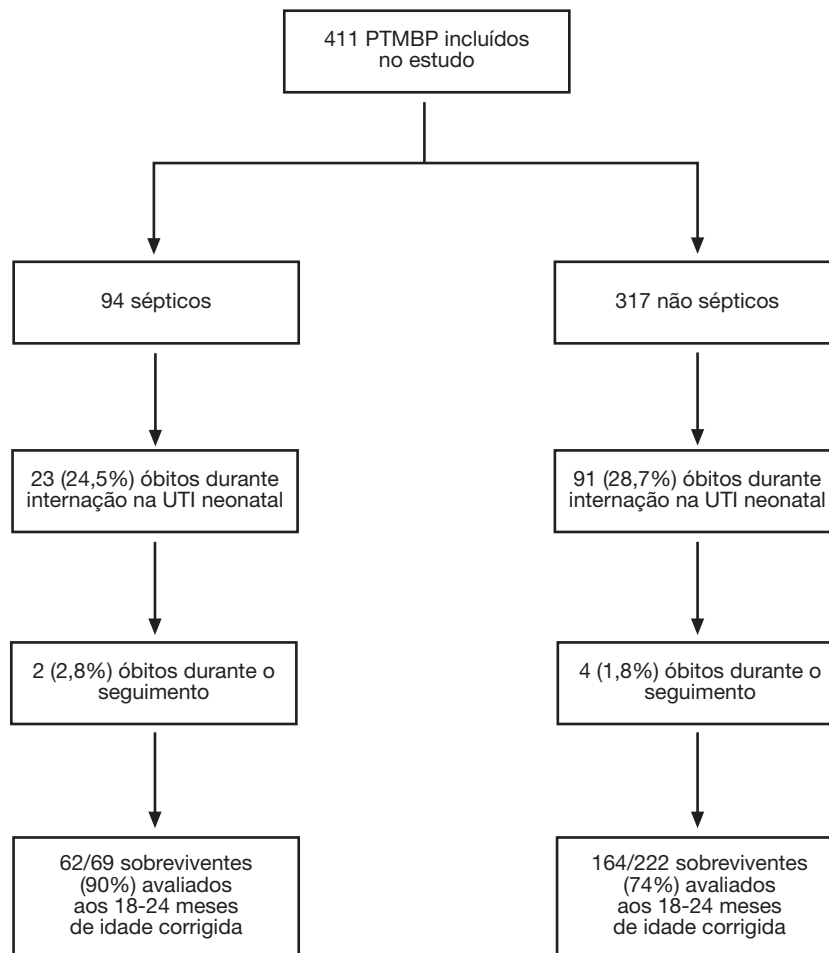 411 PTMBP incluídos
no estudo
94 sépticos
317 não sépticos
23 (24,5%) óbitos durante
internação na UTI neonatal
91 (28,7%) óbitos durante
internação na UTI neonatal
2 (2,8%) óbitos durante o
seguimento
4 (1,8%) óbitos durante o
seguimento
62/69 sobreviventes
(90%) avaliados
aos 18-24 meses
de idade corrigida
164/222 sobreviventes
(74%) avaliados
aos 18-24 meses
de idade corrigida